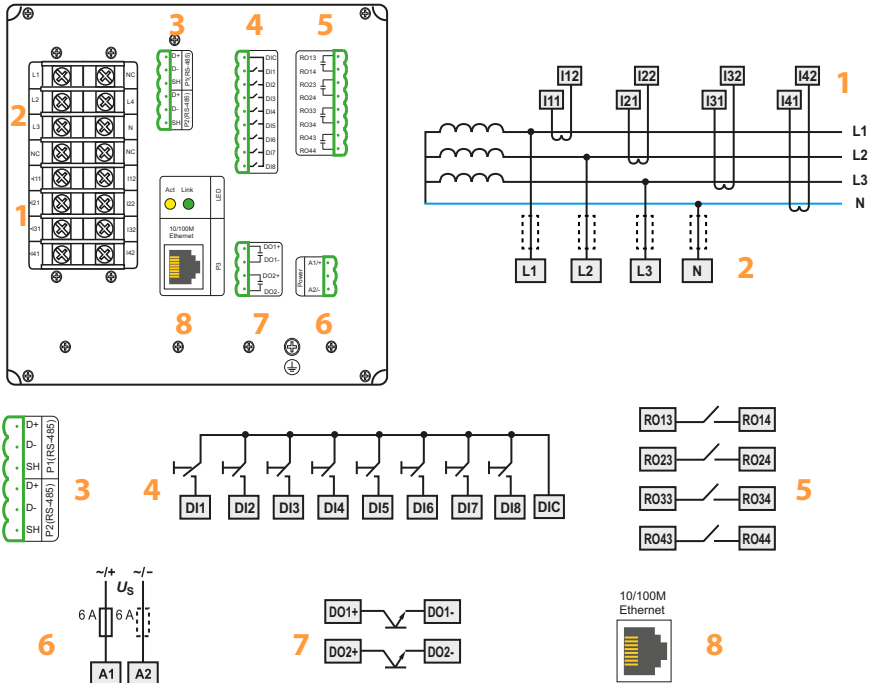 3
4
5
D+
D-
SH
P1(RS-485)
D+
D-
SH
P2(RS-485)
DIC
DI1
DI2
DI3
DI4
DI5
DI6
DI7
DI8
RO13
RO14
RO23
RO24
RO33
RO34
RO43
RO44
2
L1 NC
L2 L4
L3 N
NC NC
1
I11 I12
I21 I22
I31 I32
I41 I42
Act Link
LED
10/100M
Ethernet
P3
DO1+
DO1-
DO2+
DO2-
Power
A1/+
A2/-
8
7
6
I12 I22 I32 I42
I11 I21 I31 I41
1
L1
L2
L3
N
L1 L2 L3 N
2
D+
D-
SH
P1(RS-485)
D+
D-
SH
P2(RS-485)
3
4
DI1 DI2 DI3 DI4 DI5 DI6 DI7 DI8 DIC
RO13 RO14
RO23 RO24
RO33 RO34
RO43 RO44
5
~/+ ~/-
US
6 A 6 A
A1 A2
6
7
DO1+ DO1-
DO2+ DO2-
10/100M
Ethernet
8